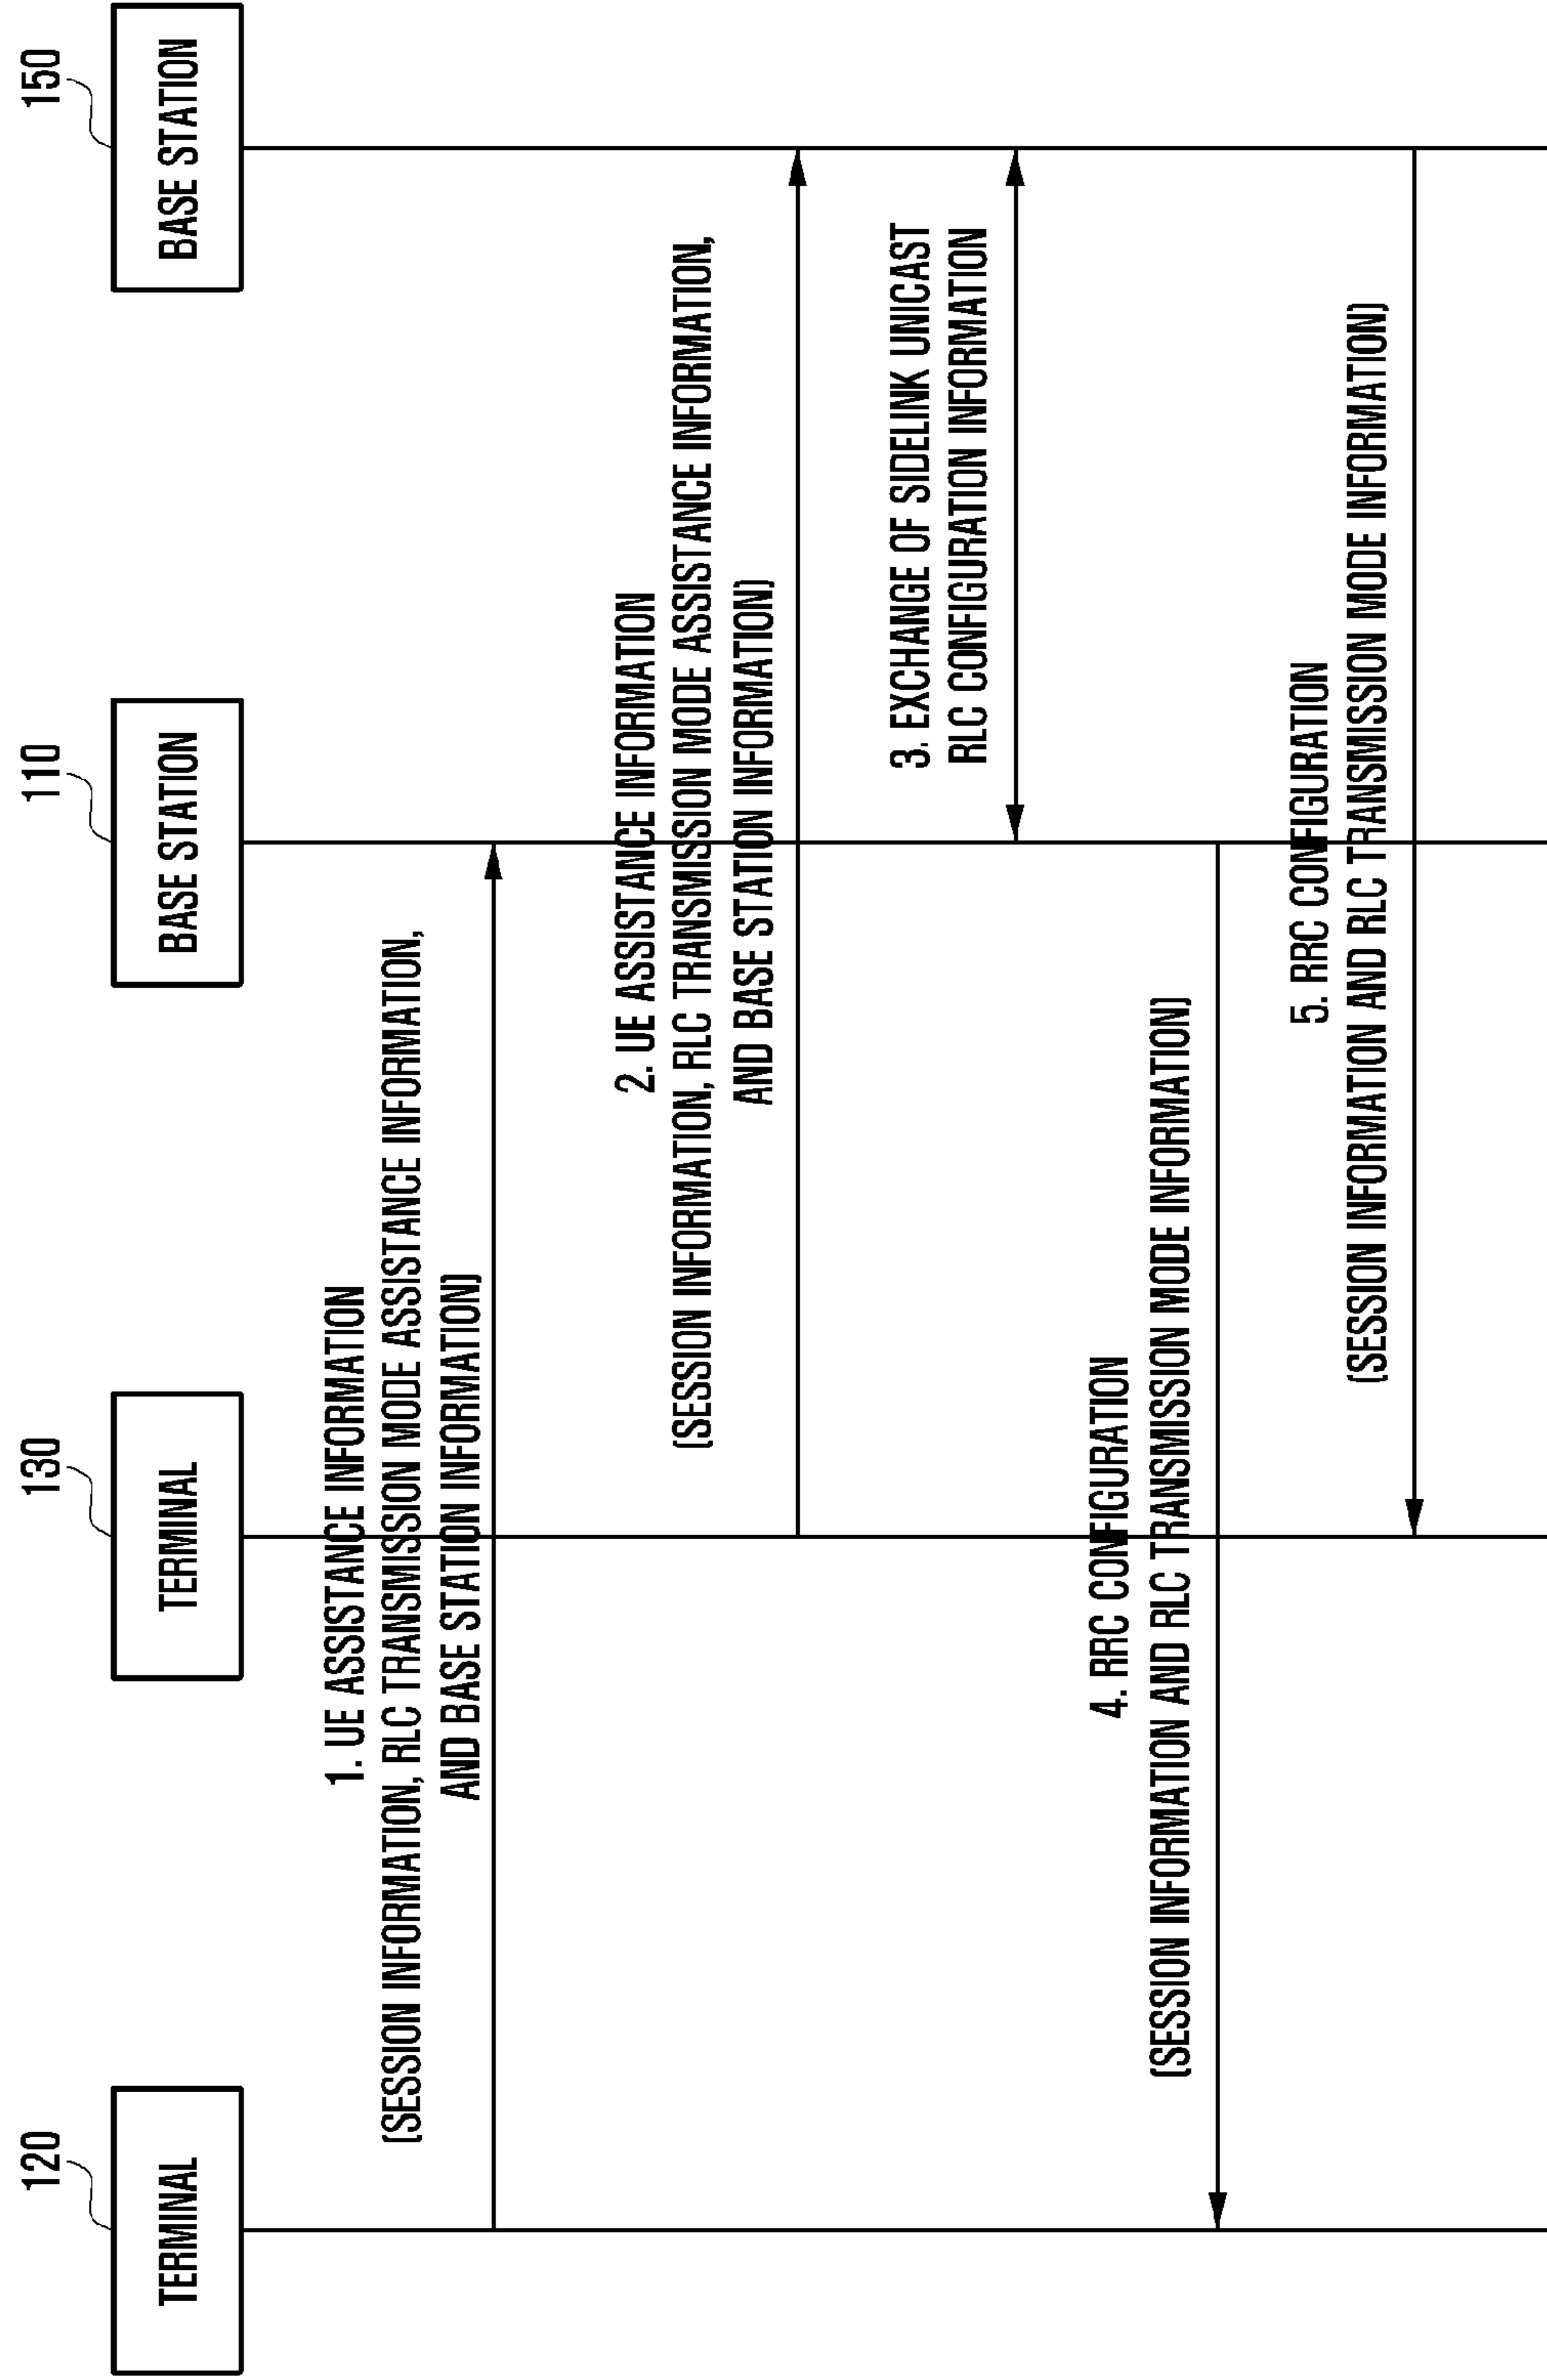 120
130
110
150
TERMINAL
TERMINAL
BASE STATION
BASE STATION
1. UE ASSISTANCE INFORMATION
(SESSION INFORMATION, RLC TRANSMISSION MODE ASSISTANCE INFORMATION,
AND BASE STATION INFORMATION)
2. UE ASSISTANCE INFORMATION
(SESSION INFORMATION, RLC TRANSMISSION MODE ASSISTANCE INFORMATION,
AND BASE STATION INFORMATION)
3. EXCHANGE OF SIDELINK UNICAST
RLC CONFIGURATION INFORMATION
4. RRC CONFIGURATION
(SESSION INFORMATION AND RLC TRANSMISSION MODE INFORMATION)
5. RRC CONFIGURATION
(SESSION INFORMATION AND RLC TRANSMISSION MODE INFORMATION)